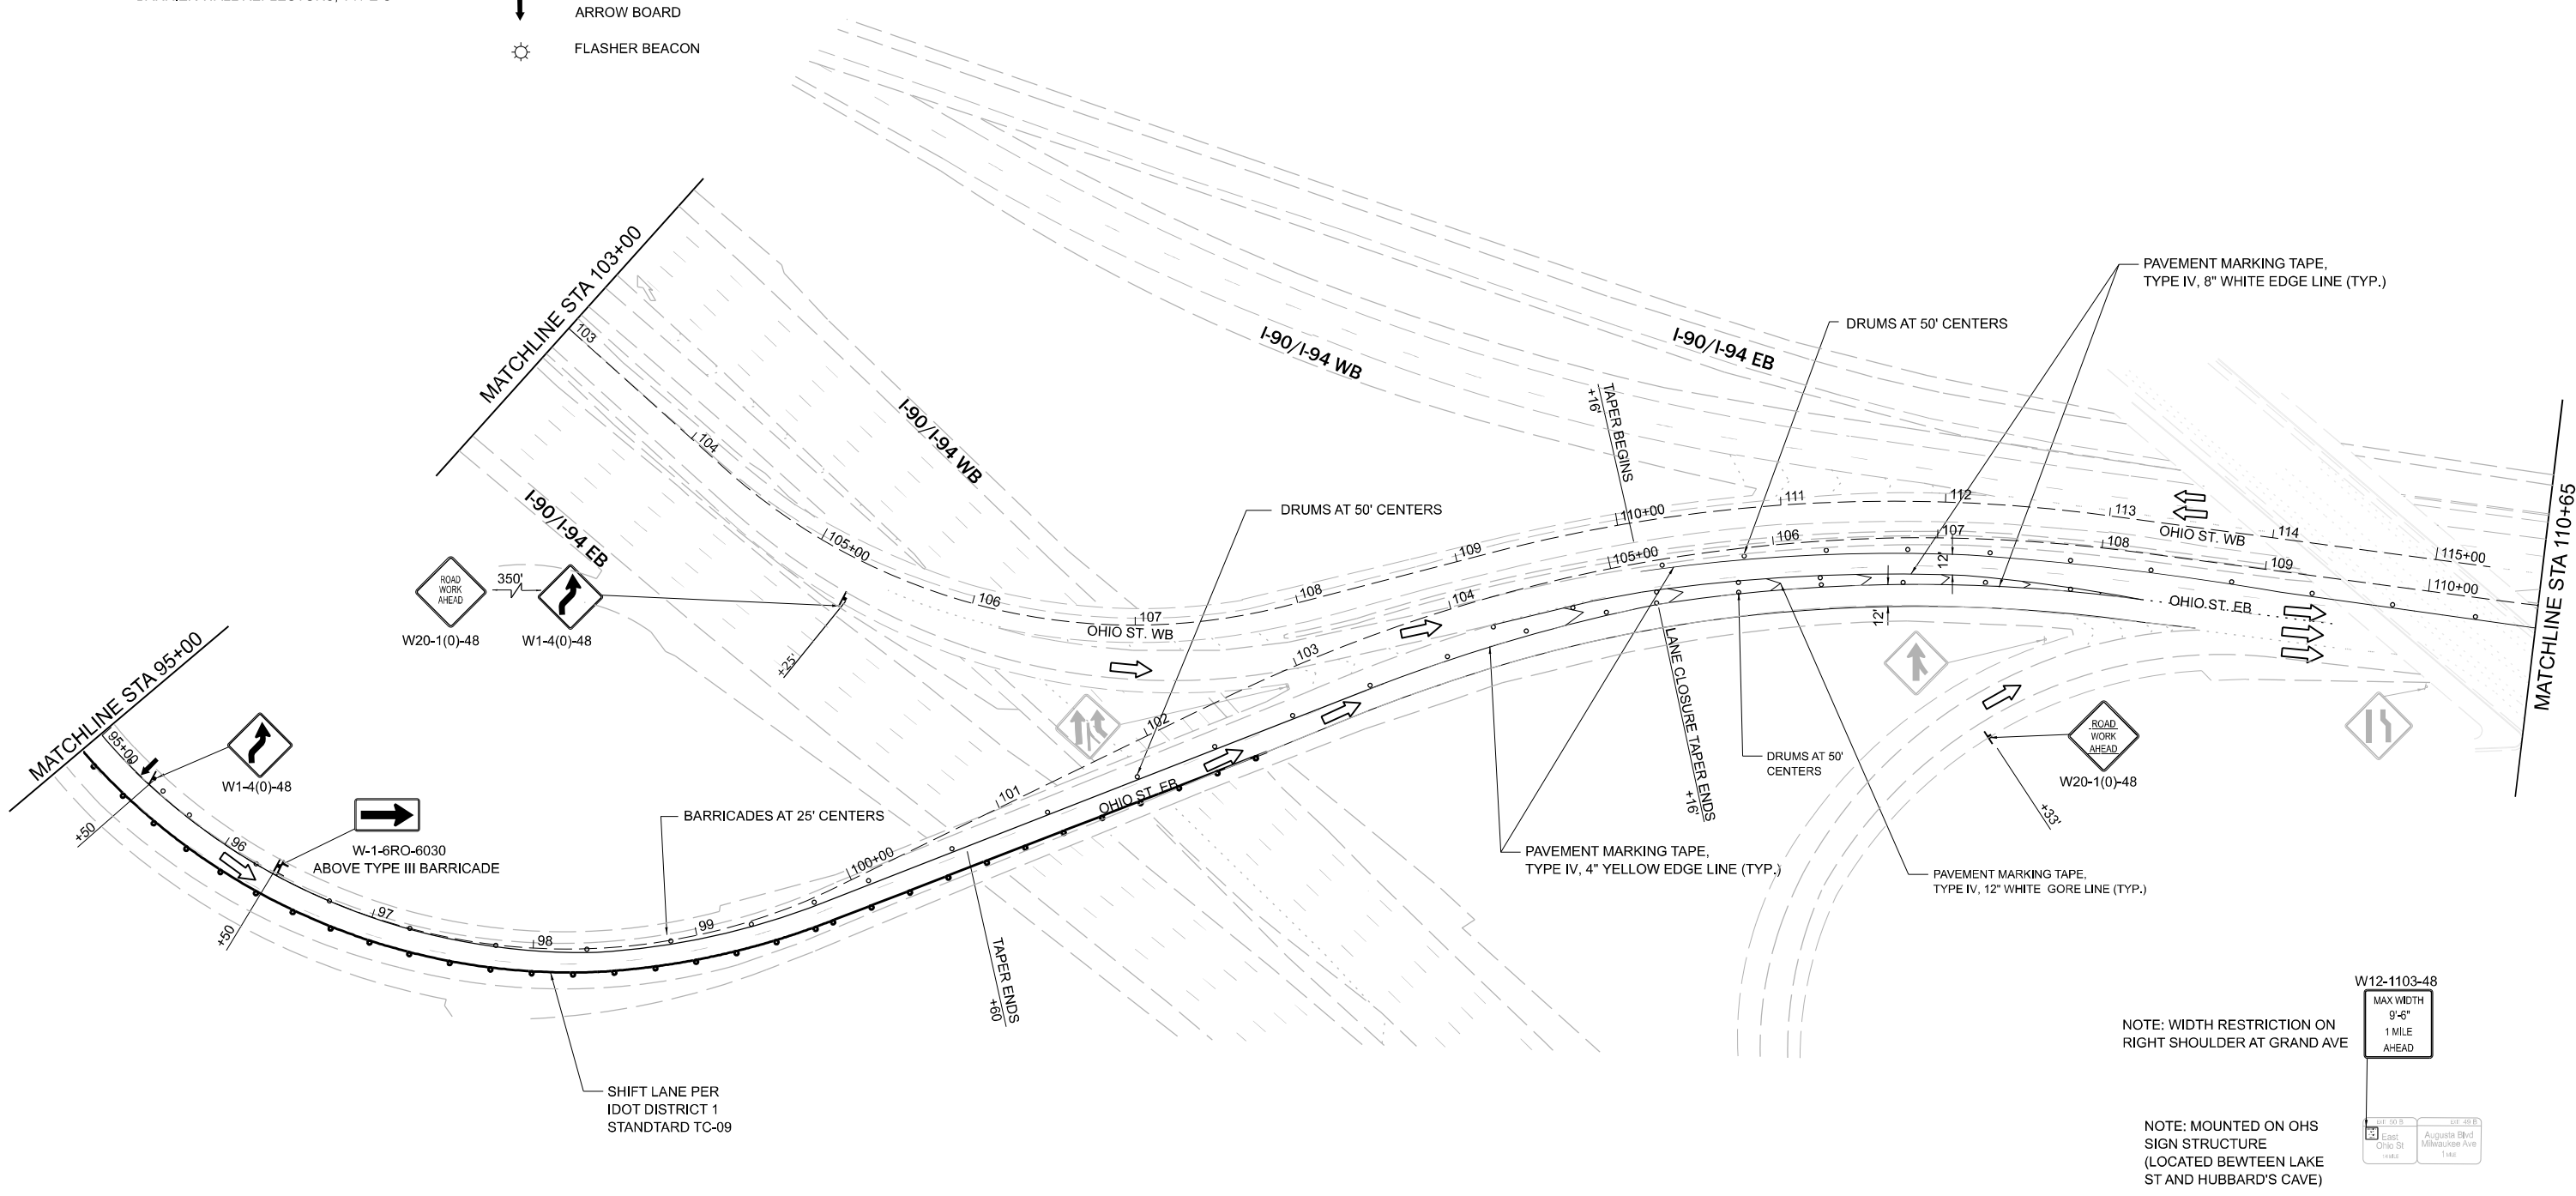 ARROW BOARD
FLASHER BEACON
MATCHLINE STA 103+00
103
104
105+00
106
107
108
109
110+00
111
112
113
114
115+00
I-90/I-94 WB
I-90/I-94 EB
I-90/I-94 WB
I-90/I-94 EB
PAVEMENT MARKING TAPE,
TYPE IV, 8" WHITE EDGE LINE (TYP.)
DRUMS AT 50' CENTERS
TAPER BEGINS
+16'
DRUMS AT 50' CENTERS
ROAD
WORK
AHEAD
W20-1(0)-48
350'
W1-4(0)-48
+25'
OHIO ST. WB
OHIO ST. WB
MATCHLINE STA 110+65
MATCHLINE STA 95+00
95+00
96
97
98
99
100+00
101
102
103
104
105+00
106
107
108
109
110+00
12'
12'
OHIO ST. EB
OHIO ST. EB
W1-4(0)-48
+50
+50
W-1-6RO-6030
ABOVE TYPE III BARRICADE
BARRICADES AT 25' CENTERS
TAPER ENDS
+60
LANE CLOSURE TAPER ENDS
+16'
DRUMS AT 50'
CENTERS
PAVEMENT MARKING TAPE,
TYPE IV, 4" YELLOW EDGE LINE (TYP.)
PAVEMENT MARKING TAPE,
TYPE IV, 12" WHITE GORE LINE (TYP.)
ROAD
WORK
AHEAD
W20-1(0)-48
+33'
SHIFT LANE PER
IDOT DISTRICT 1
STANDTARD TC-09
W12-1103-48
MAX WIDTH
9'-6"
1 MILE
AHEAD
NOTE: WIDTH RESTRICTION ON
RIGHT SHOULDER AT GRAND AVE
NOTE: MOUNTED ON OHS
SIGN STRUCTURE
(LOCATED BEWTEEN LAKE
ST AND HUBBARD'S CAVE)
East
Ohio St
Augusta Blvd
Milwaukee Ave